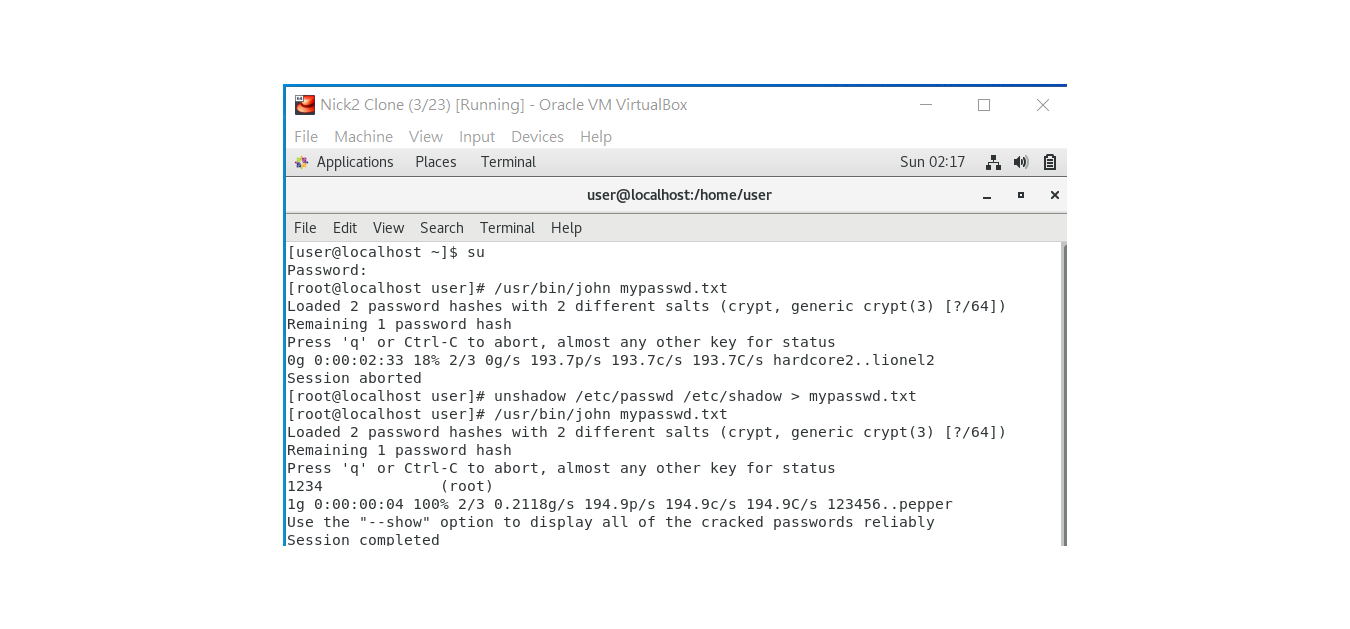 Nick2 Clone (3/23) [Running] - Oracle VM VirtualBox
File Machine View Input Devices Help
Applications Places Terminal Sun 02:17
user@localhost:/home/user
File Edit View Search Terminal Help
[user@localhost ~]$ su
Password:
[root@localhost user]# /usr/bin/john mypasswd.txt
Loaded 2 password hashes with 2 different salts (crypt, generic crypt(3) [?/64])
Remaining 1 password hash
Press 'q' or Ctrl-C to abort, almost any other key for status
0g 0:00:02:33 18% 2/3 0g/s 193.7p/s 193.7c/s 193.7C/s hardcore2..lionel2
Session aborted
[root@localhost user]# unshadow /etc/passwd /etc/shadow > mypasswd.txt
[root@localhost user]# /usr/bin/john mypasswd.txt
Loaded 2 password hashes with 2 different salts (crypt, generic crypt(3) [?/64])
Remaining 1 password hash
Press 'q' or Ctrl-C to abort, almost any other key for status
1234             (root)
1g 0:00:00:04 100% 2/3 0.2118g/s 194.9p/s 194.9c/s 194.9C/s 123456..pepper
Use the "--show" option to display all of the cracked passwords reliably
Session completed